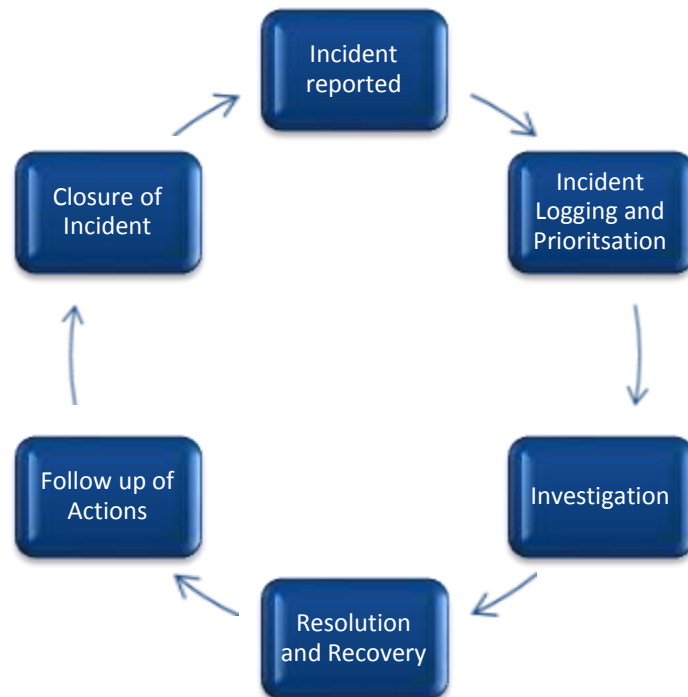 Incident
reported
Incident
Logging and
Prioritsation
Investigation
Resolution
and Recovery
Follow up of
Actions
Closure of
Incident